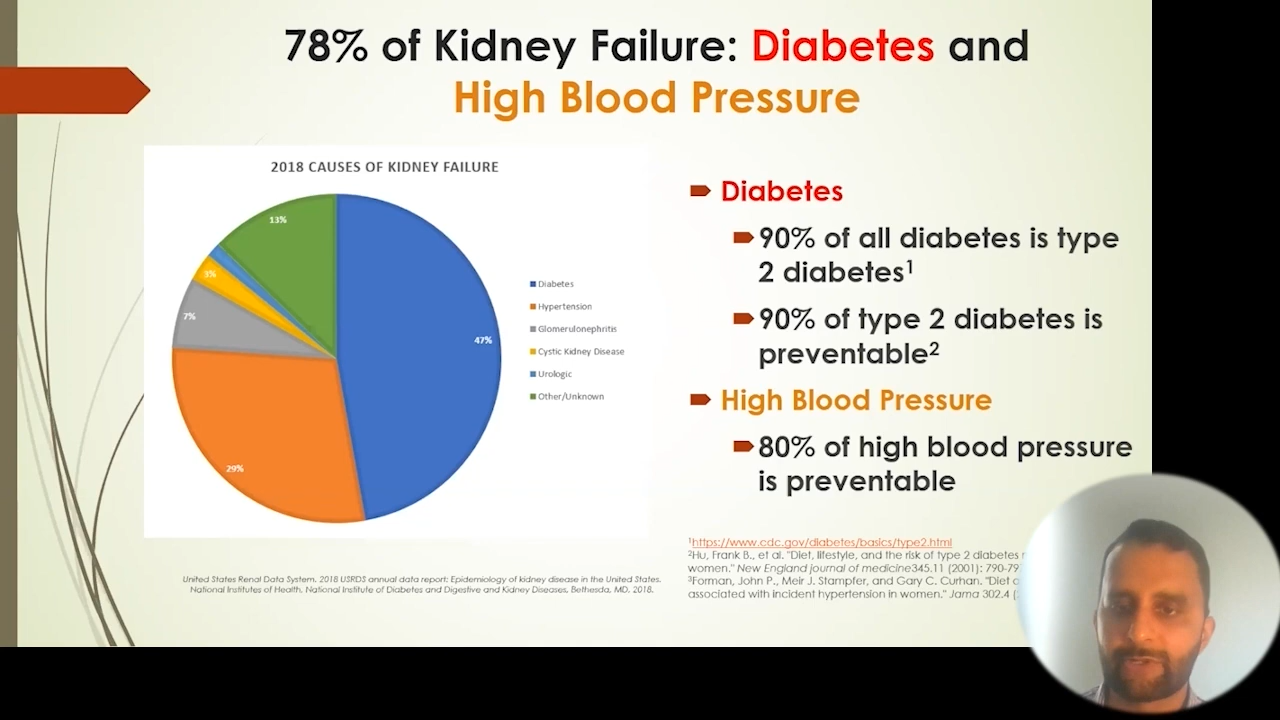 78% of Kidney Failure: Diabetes and
High Blood Pressure
2018 CAUSES OF KIDNEY FAILURE
13%
3%
7%
47%
29%
Diabetes
Hypertension
Glomerulonephritis
Cystic Kidney Disease
Urologic
Other/Unknown
United States Renal Data System. 2018 USRDS annual data report: Epidemiology of kidney disease in the United States.
National Institutes of Health, National Institute of Diabetes and Digestive and Kidney Diseases, Bethesda, MD, 2018.
Diabetes
90% of all diabetes is type
2 diabetes¹
90% of type 2 diabetes is
preventable²
High Blood Pressure
80% of high blood pressure
is preventable
¹https://www.cdc.gov/diabetes/basics/type2.html
²Hu, Frank B., et al. "Diet, lifestyle, and the risk of type 2 diabetes
women." New England journal of medicine345.11 (2001): 790-79
³Forman, John P., Meir J. Stampfer, and Gary C. Curhan. "Diet
associated with incident hypertension in women." Jama 302.4 (